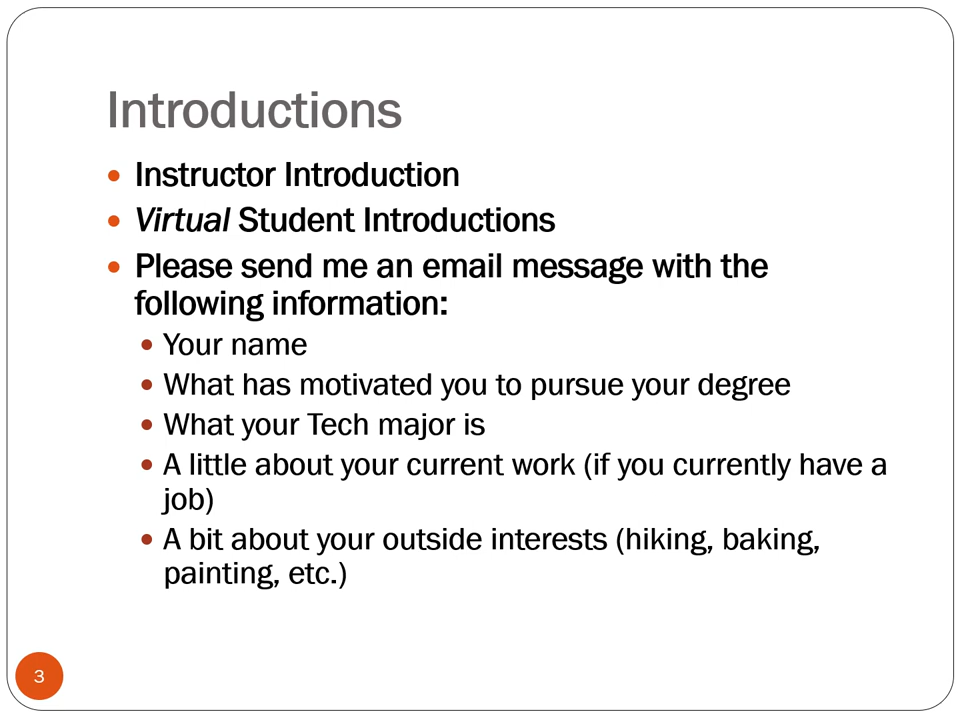 Introductions
• Instructor Introduction
• Virtual Student Introductions
• Please send me an email message with the
following information:
• Your name
• What has motivated you to pursue your degree
• What your Tech major is
• A little about your current work (if you currently have a
job)
• A bit about your outside interests (hiking, baking,
painting, etc.)
3